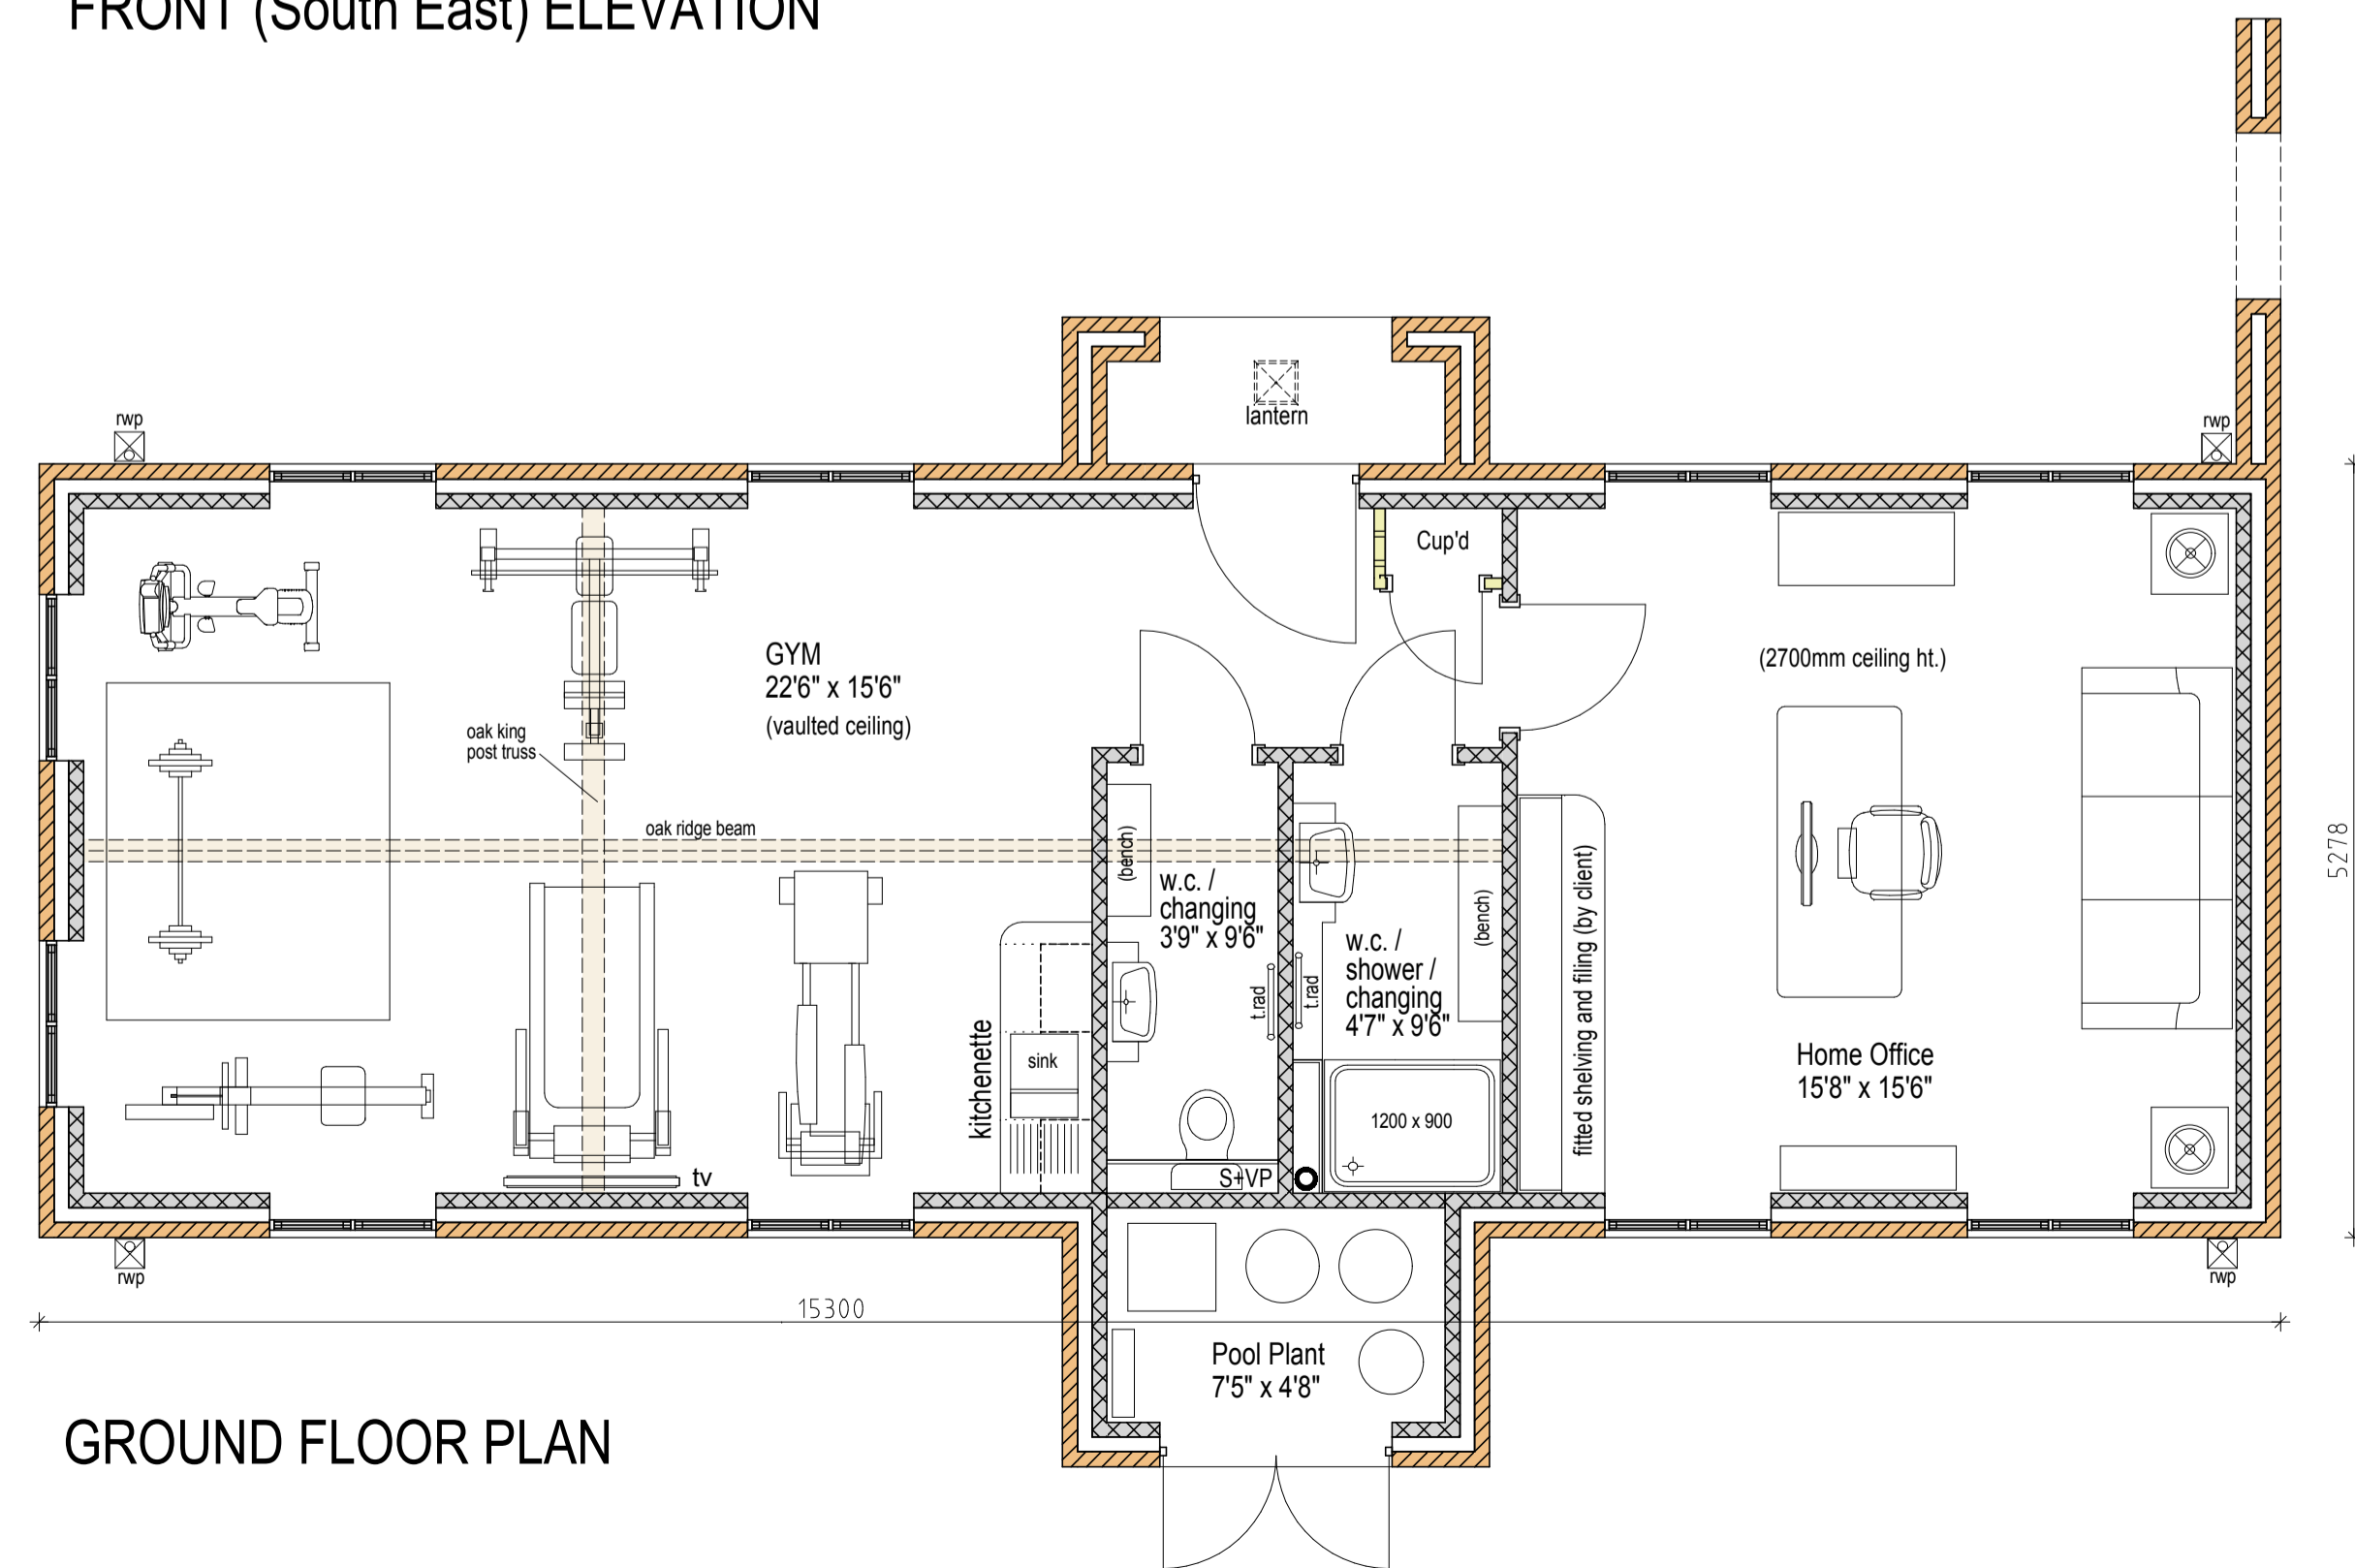 FRONT (South East) ELEVATION
rwp
lantern
rwp
Cup'd
GYM
22'6" x 15'6"
(vaulted ceiling)
(2700mm ceiling ht.)
oak king
post truss
oak ridge beam
(bench)
w.c. /
changing
3'9" x 9'6"
(bench)
w.c. /
shower /
changing
4'7" x 9'6"
t.rad
t.rad
fitted shelving and filing (by client)
5278
kitchenette
sink
Home Office
15'8" x 15'6"
1200 x 900
tv
S+VP
rwp
rwp
15300
Pool Plant
7'5" x 4'8"
GROUND FLOOR PLAN